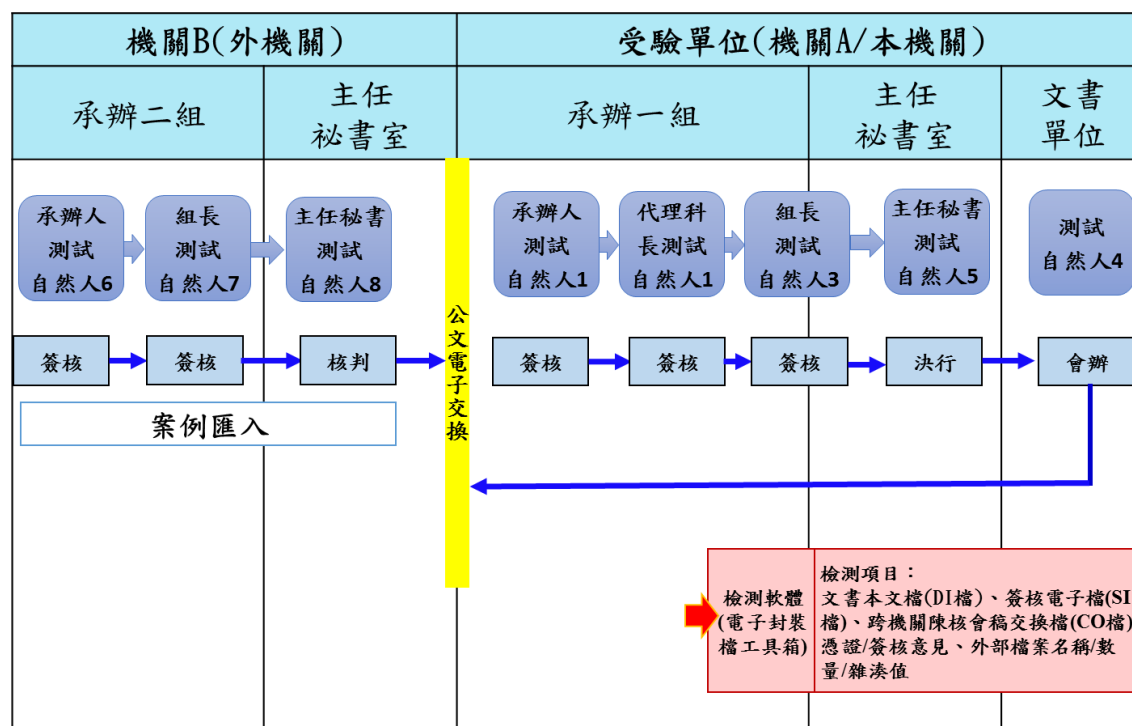 機關B(外機關)
受驗單位(機關A/本機關)
承辦二組
主任
祕書室
承辦一組
主任
祕書室
文書
單位
承辦人
測試
自然人6
組長
測試
自然人7
主任秘書
測試
自然人8
公文電子交換
承辦人
測試
自然人1
代理科
長測試
自然人1
組長
測試
自然人3
主任秘書
測試
自然人5
測試
自然人4
簽核
簽核
核判
簽核
簽核
簽核
決行
會辦
案例匯入
檢測軟體
(電子封裝
檔工具箱)
檢測項目：
文書本文檔(DI檔)、簽核電子檔(SI
檔)、跨機關陳核會稿交換檔(CO檔)
憑證/簽核意見、外部檔案名稱/數
量/雜湊值